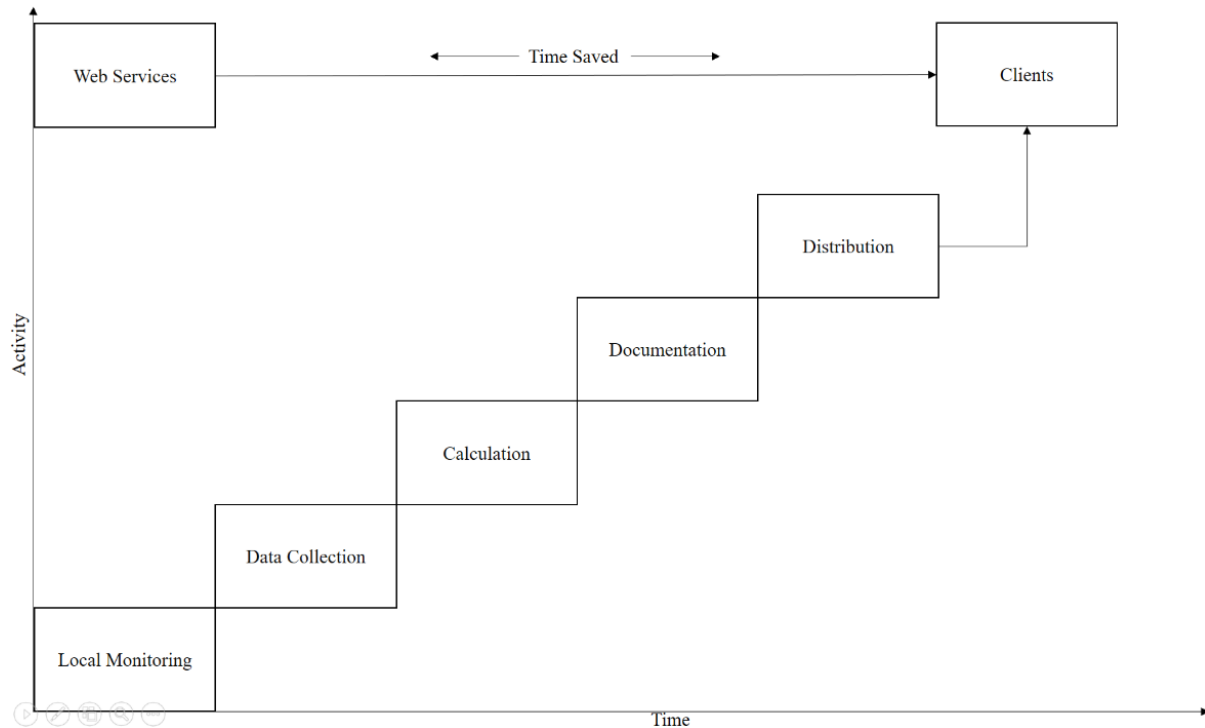 Web Services
Time Saved
Clients
Distribution
Documentation
Calculation
Data Collection
Local Monitoring
Activity
Time